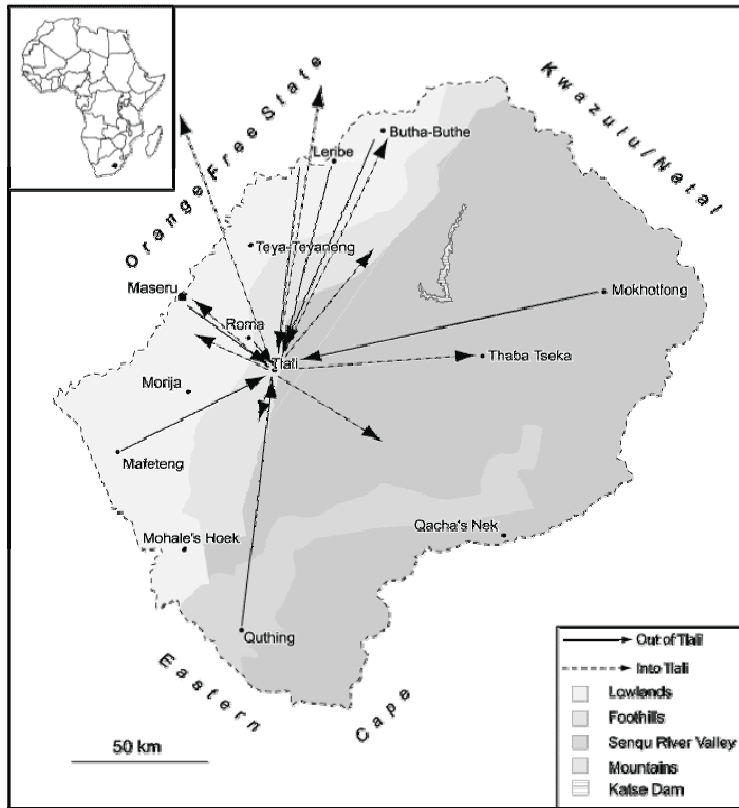 Orange Free State
Kwazulu/Natal
Butha-Buthe
Leribe
Teya-Teyaneng
Maseru
Mokhotlong
Roma
Tlali
Thaba Tseka
Morija
Mafeteng
Qacha's Nek
Mohale's Hoek
Quthing
Eastern
Cape
50 km
Out of Tlali
Into Tlali
Lowlands
Foothills
Senqu River Valley
Mountains
Katse Dam